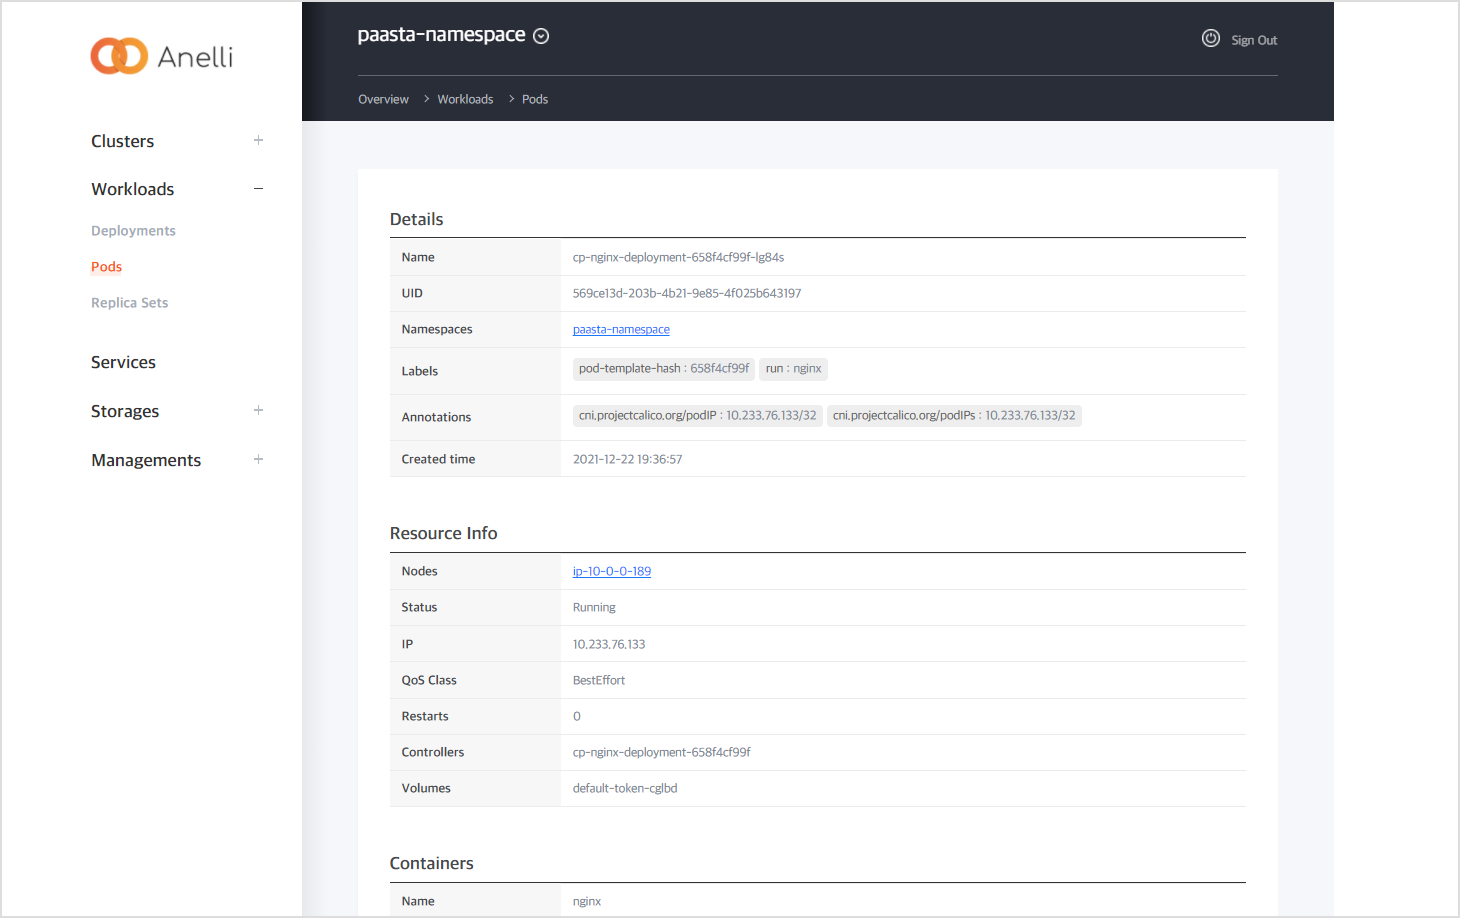 Anelli
Clusters
Workloads
Deployments
Pods
Replica Sets
Services
Storages
Managements
paasta-namespace
Sign Out
Overview > Workloads > Pods
Details
Name cp-nginx-deployment-658f4cf99f-lg84s
UID 569ce13d-203b-4b21-9e85-4f025b643197
Namespaces paasta-namespace
Labels pod-template-hash : 658f4cf99f run : nginx
Annotations cni.projectcalico.org/podIP : 10.233.76.133/32 cni.projectcalico.org/podIPs : 10.233.76.133/32
Created time 2021-12-22 19:36:57
Resource Info
Nodes ip-10-0-0-189
Status Running
IP 10.233.76.133
QoS Class BestEffort
Restarts 0
Controllers cp-nginx-deployment-658f4cf99f
Volumes default-token-cglbd
Containers
Name nginx